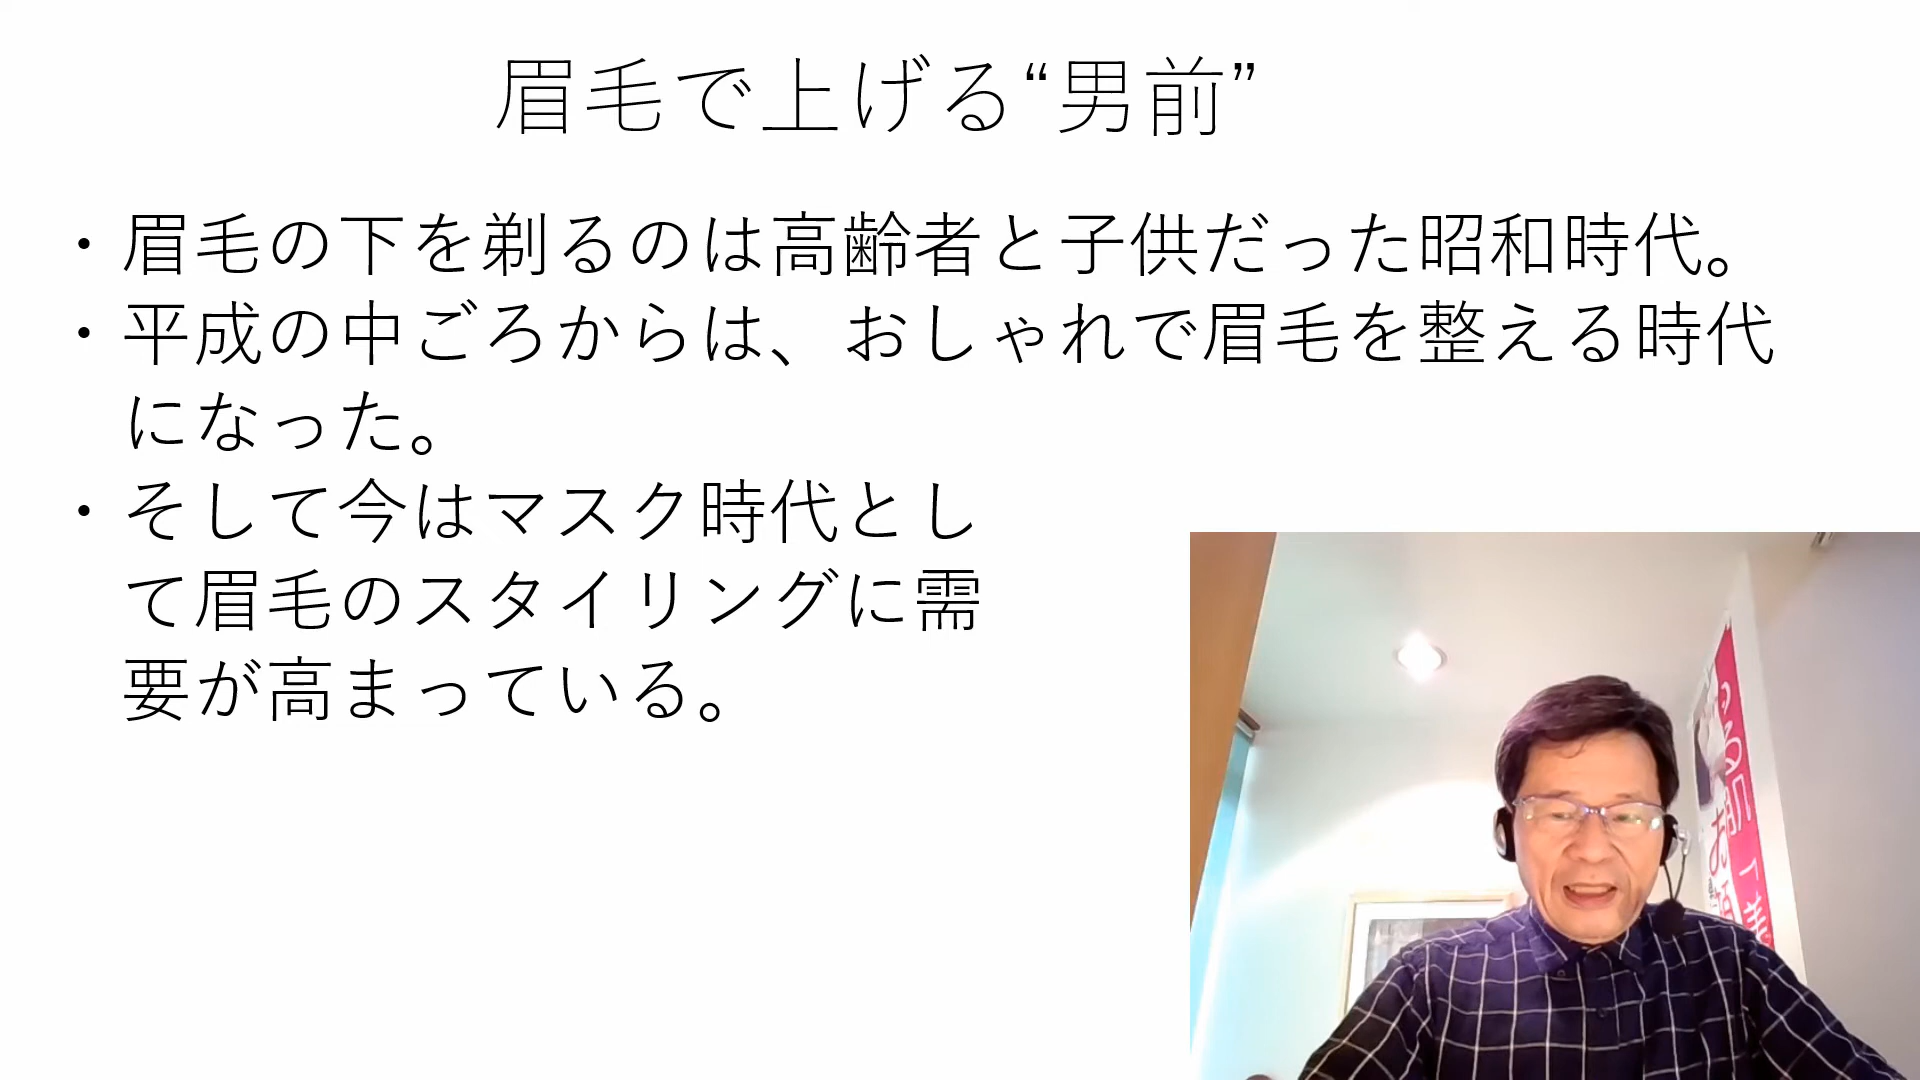 眉毛で上げる“男前”
・眉毛の下を剃るのは高齢者と子供だった昭和時代。
・平成の中ごろからは、おしゃれで眉毛を整える時代
になった。
・そして今はマスク時代とし
て眉毛のスタイリングに需
要が高まっている。